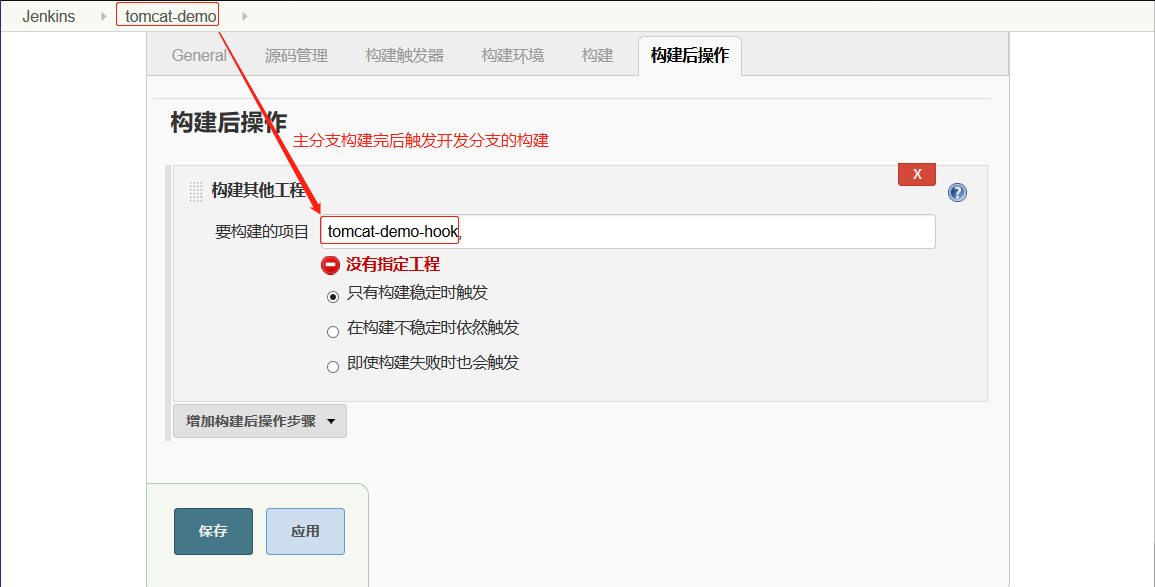 Jenkins tomcat-demo
General 源码管理 构建触发器 构建环境 构建 构建后操作
构建后操作
主分支构建完后触发开发分支的构建
X
构建其他工程
?
要构建的项目 tomcat-demo-hook,
没有指定工程
只有构建稳定时触发
在构建不稳定时依然触发
即使构建失败时也会触发
增加构建后操作步骤
保存 应用